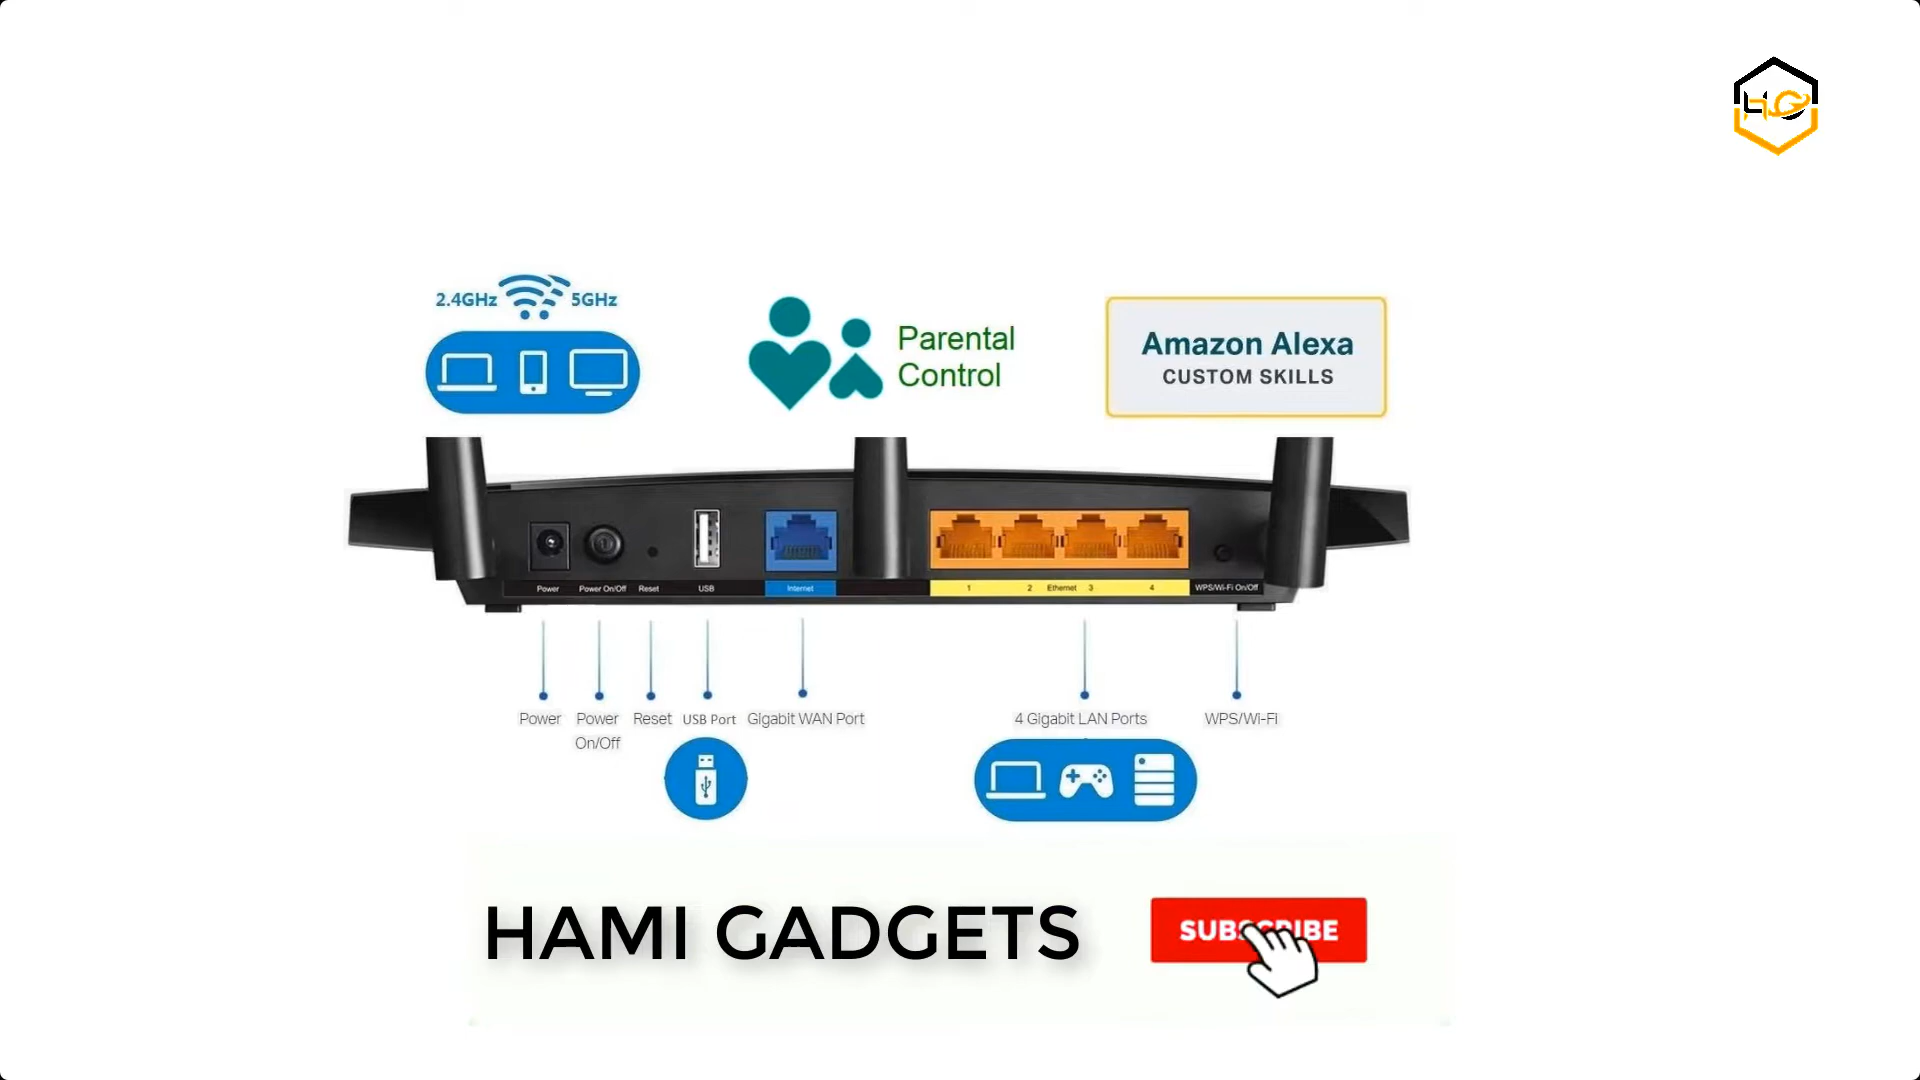 HG
2.4GHz 5GHz
Parental
Control
Amazon Alexa
CUSTOM SKILLS
Power Power On/Off Reset USB Internet 1 2 Ethernet 3 4 WPS/Wi-Fi On/Off
Power Power On/Off Reset USB Port Gigabit WAN Port 4 Gigabit LAN Ports WPS/Wi-Fi
HAMI GADGETS
SUBSCRIBE